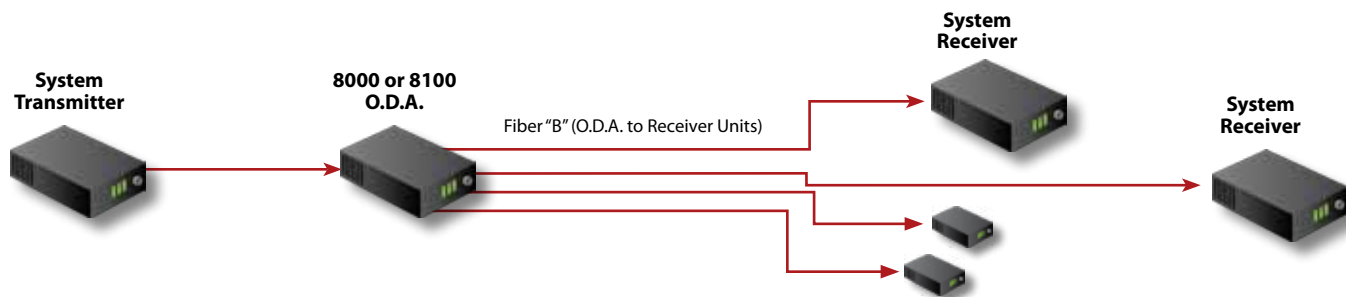 System
Transmitter
8000 or 8100
O.D.A.
Fiber “B” (O.D.A. to Receiver Units)
System
Receiver
System
Receiver